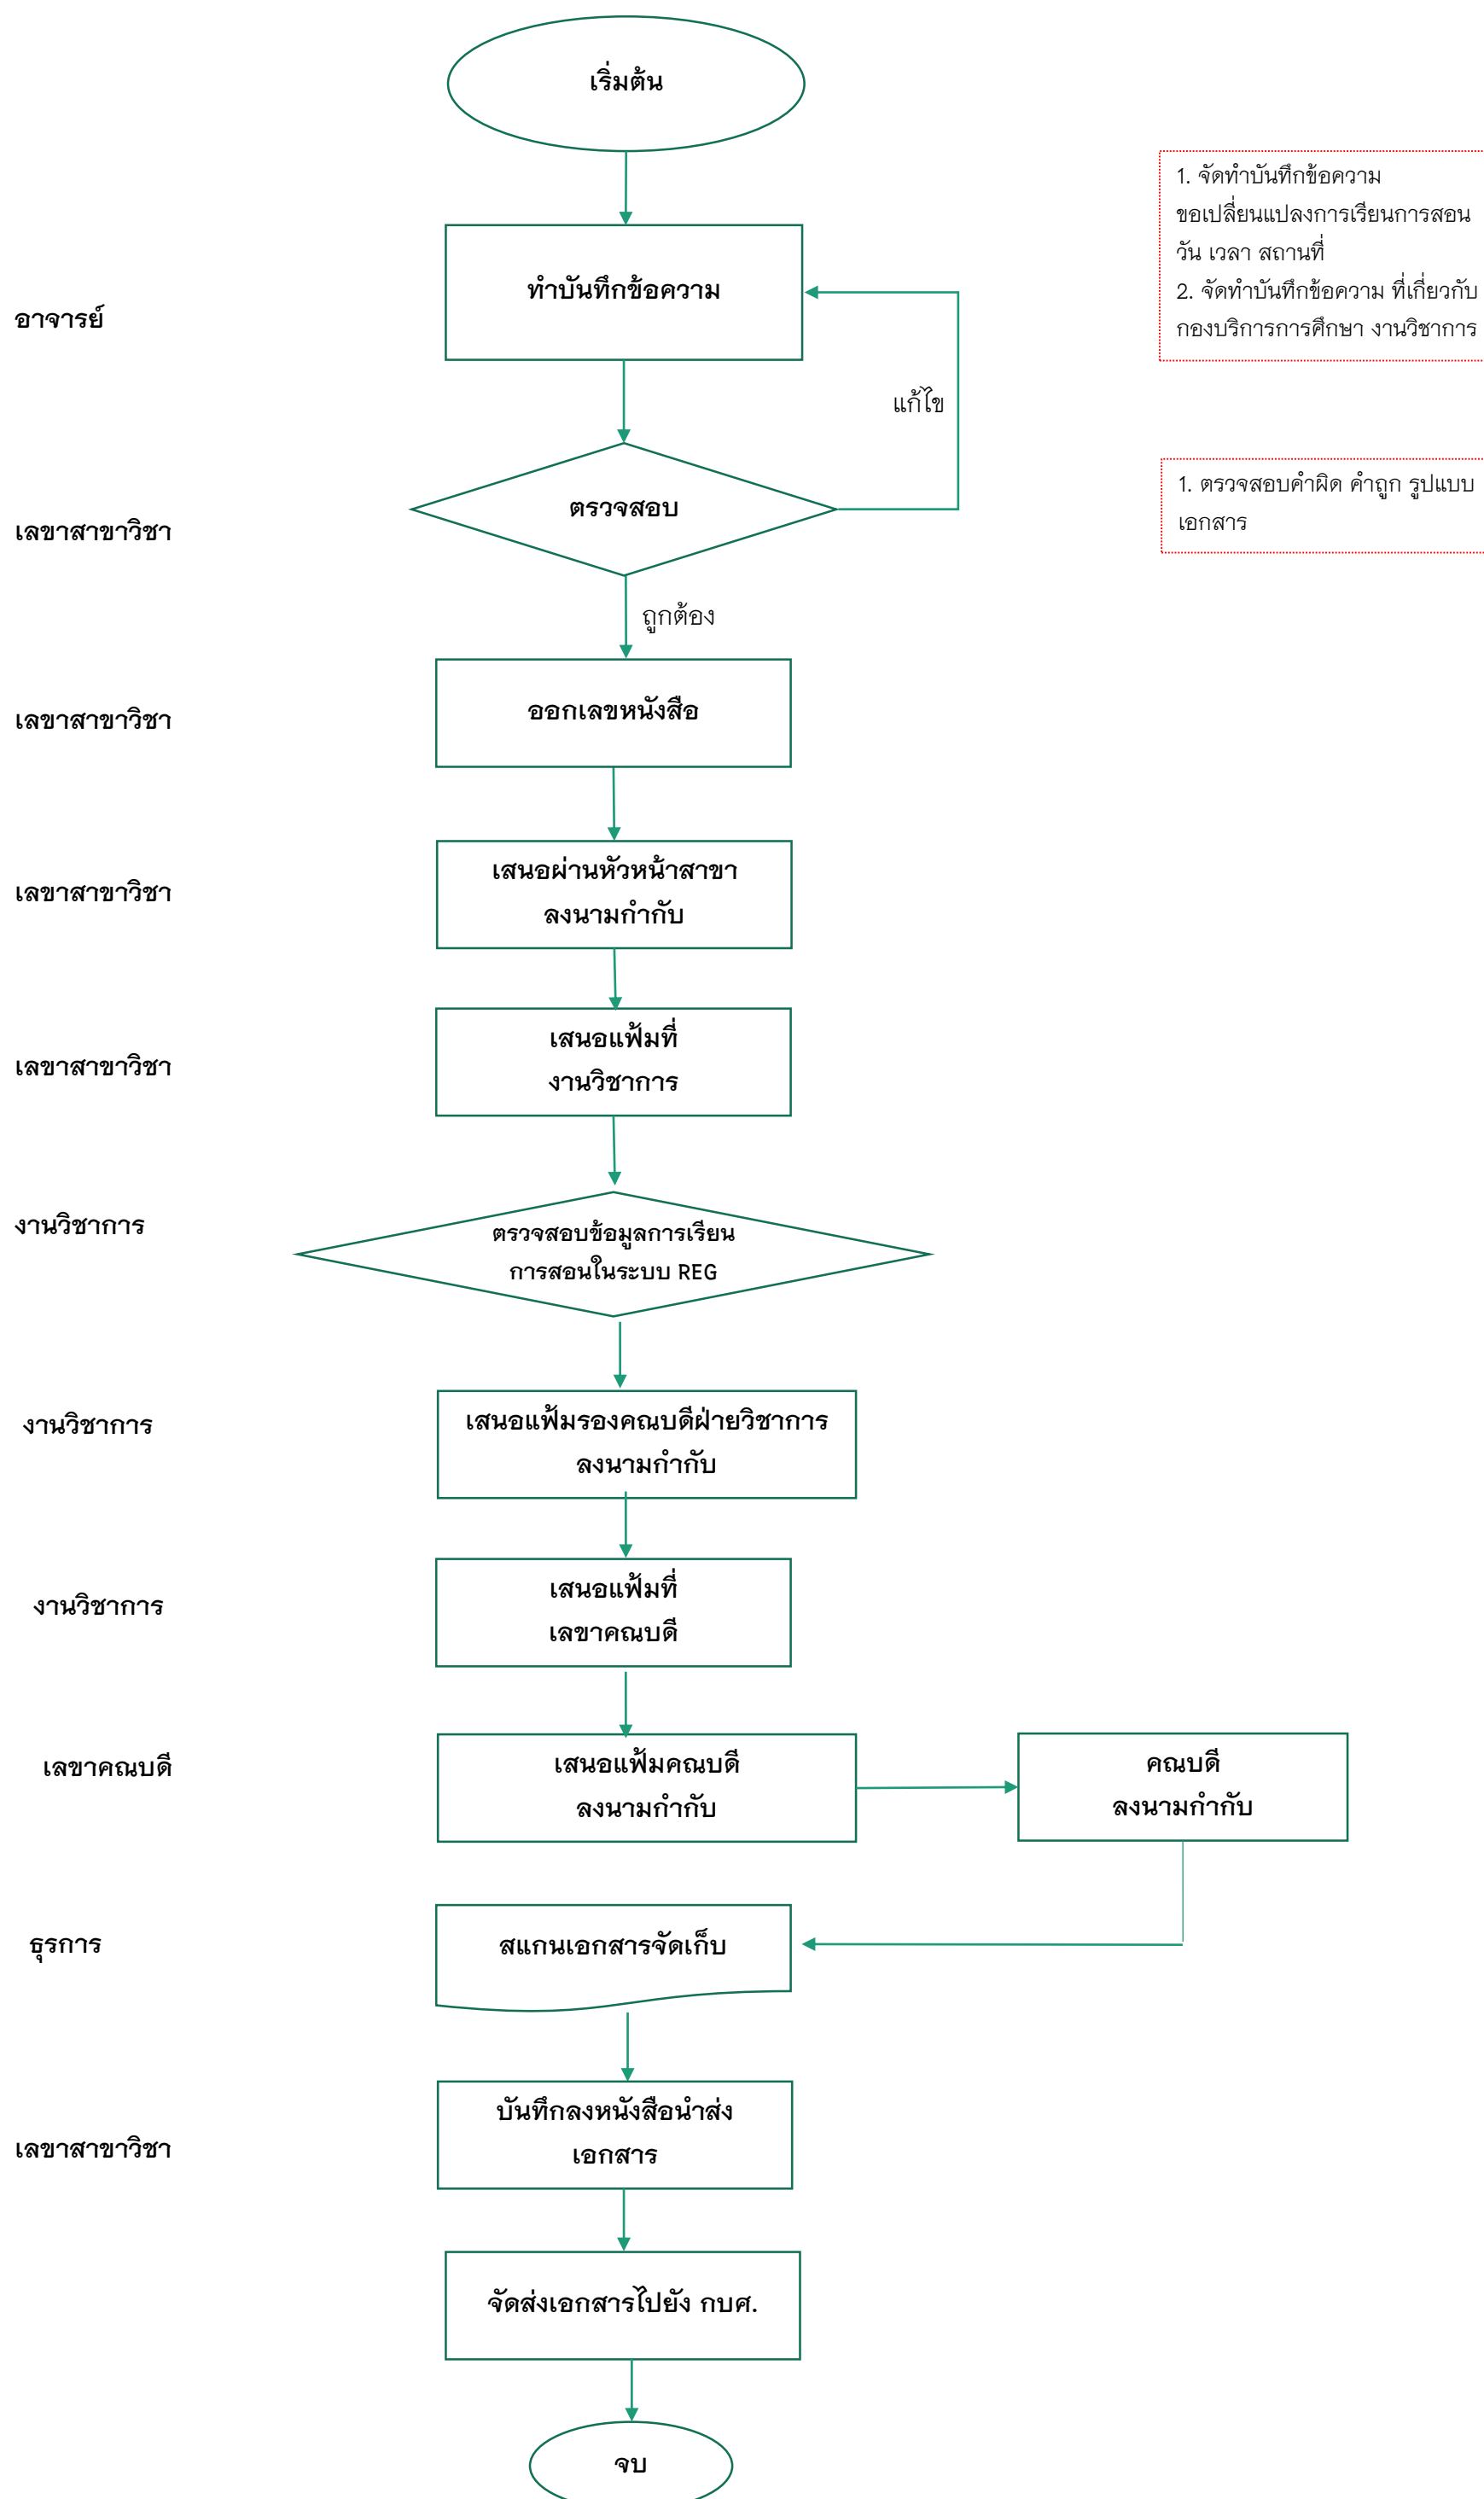 เริ่มต้น
1. จัดทำบันทึกข้อความ
ขอเปลี่ยนแปลงการเรียนการสอน
วัน เวลา สถานที่
2. จัดทำบันทึกข้อความ ที่เกี่ยวกับ
กองบริการการศึกษา งานวิชาการ
อาจารย์
ทำบันทึกข้อความ
แก้ไข
เลขาสาขาวิชา
ตรวจสอบ
1. ตรวจสอบคำผิด คำถูก รูปแบบ
เอกสาร
ถูกต้อง
เลขาสาขาวิชา
ออกเลขหนังสือ
เลขาสาขาวิชา
เสนอผ่านหัวหน้าสาขา
ลงนามกำกับ
เลขาสาขาวิชา
เสนอแฟ้มที่
งานวิชาการ
งานวิชาการ
ตรวจสอบข้อมูลการเรียน
การสอนในระบบ REG
งานวิชาการ
เสนอแฟ้มรองคณบดีฝ่ายวิชาการ
ลงนามกำกับ
งานวิชาการ
เสนอแฟ้มที่
เลขาคณบดี
เลขาคณบดี
เสนอแฟ้มคณบดี
ลงนามกำกับ
คณบดี
ลงนามกำกับ
ธุรการ
สแกนเอกสารจัดเก็บ
เลขาสาขาวิชา
บันทึกลงหนังสือนำส่ง
เอกสาร
จัดส่งเอกสารไปยัง กบศ.
จบ